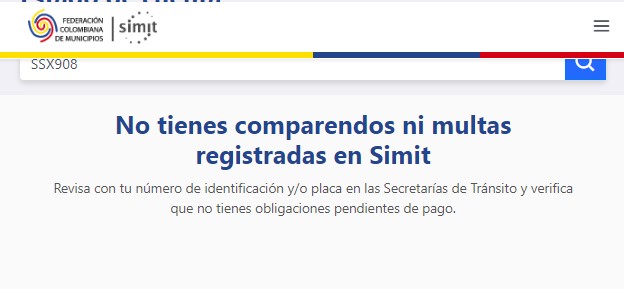 FEDERACIÓN
COLOMBIANA
DE MUNICIPIOS
simit
SSX908
No tienes comparendos ni multas
registradas en Simit
Revisa con tu número de identificación y/o placa en las Secretarías de Tránsito y verifica
que no tienes obligaciones pendientes de pago.